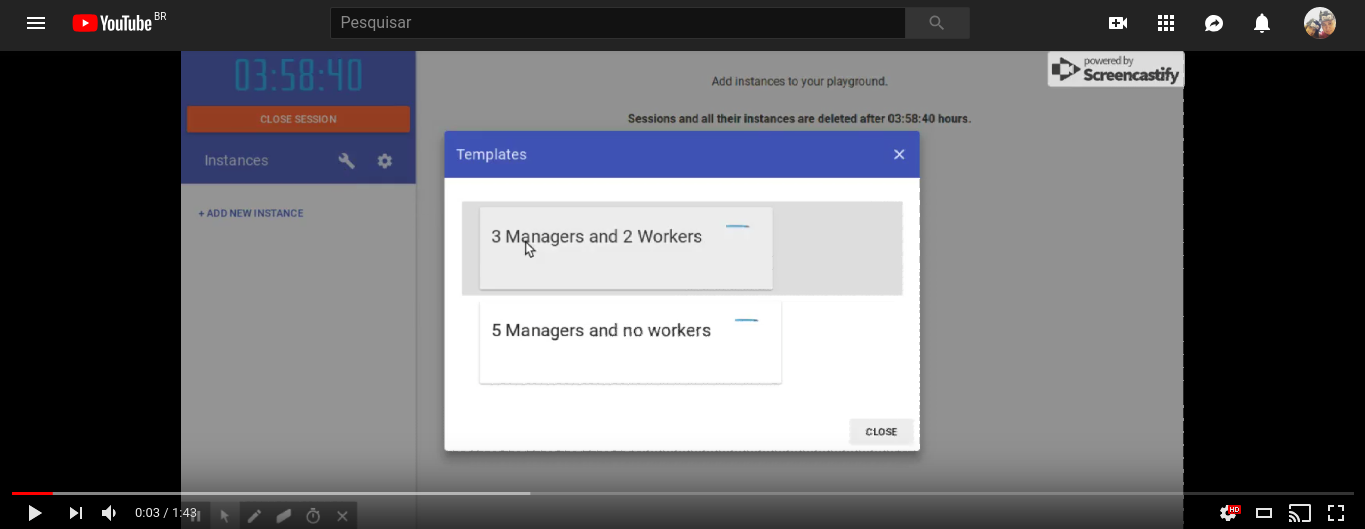 YouTube BR
Pesquisar
03:58:40
CLOSE SESSION
Instances
+ ADD NEW INSTANCE
Add instances to your playground.
Sessions and all their instances are deleted after 03:58:40 hours.
powered by
Screencastify
Templates
3 Managers and 2 Workers
5 Managers and no workers
CLOSE
0:03 / 1:43
HD